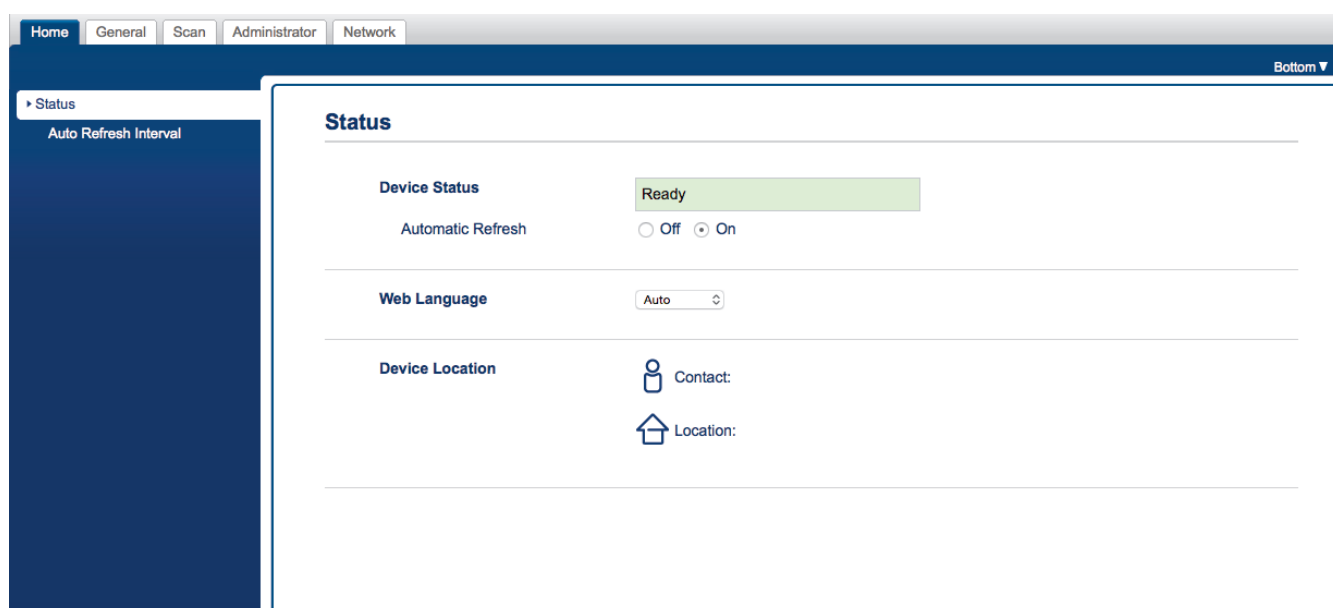 Home General Scan Administrator Network
Bottom ▼
Status
Auto Refresh Interval
Status
Device Status Ready
Automatic Refresh Off On
Web Language Auto
Device Location Contact:
Location: